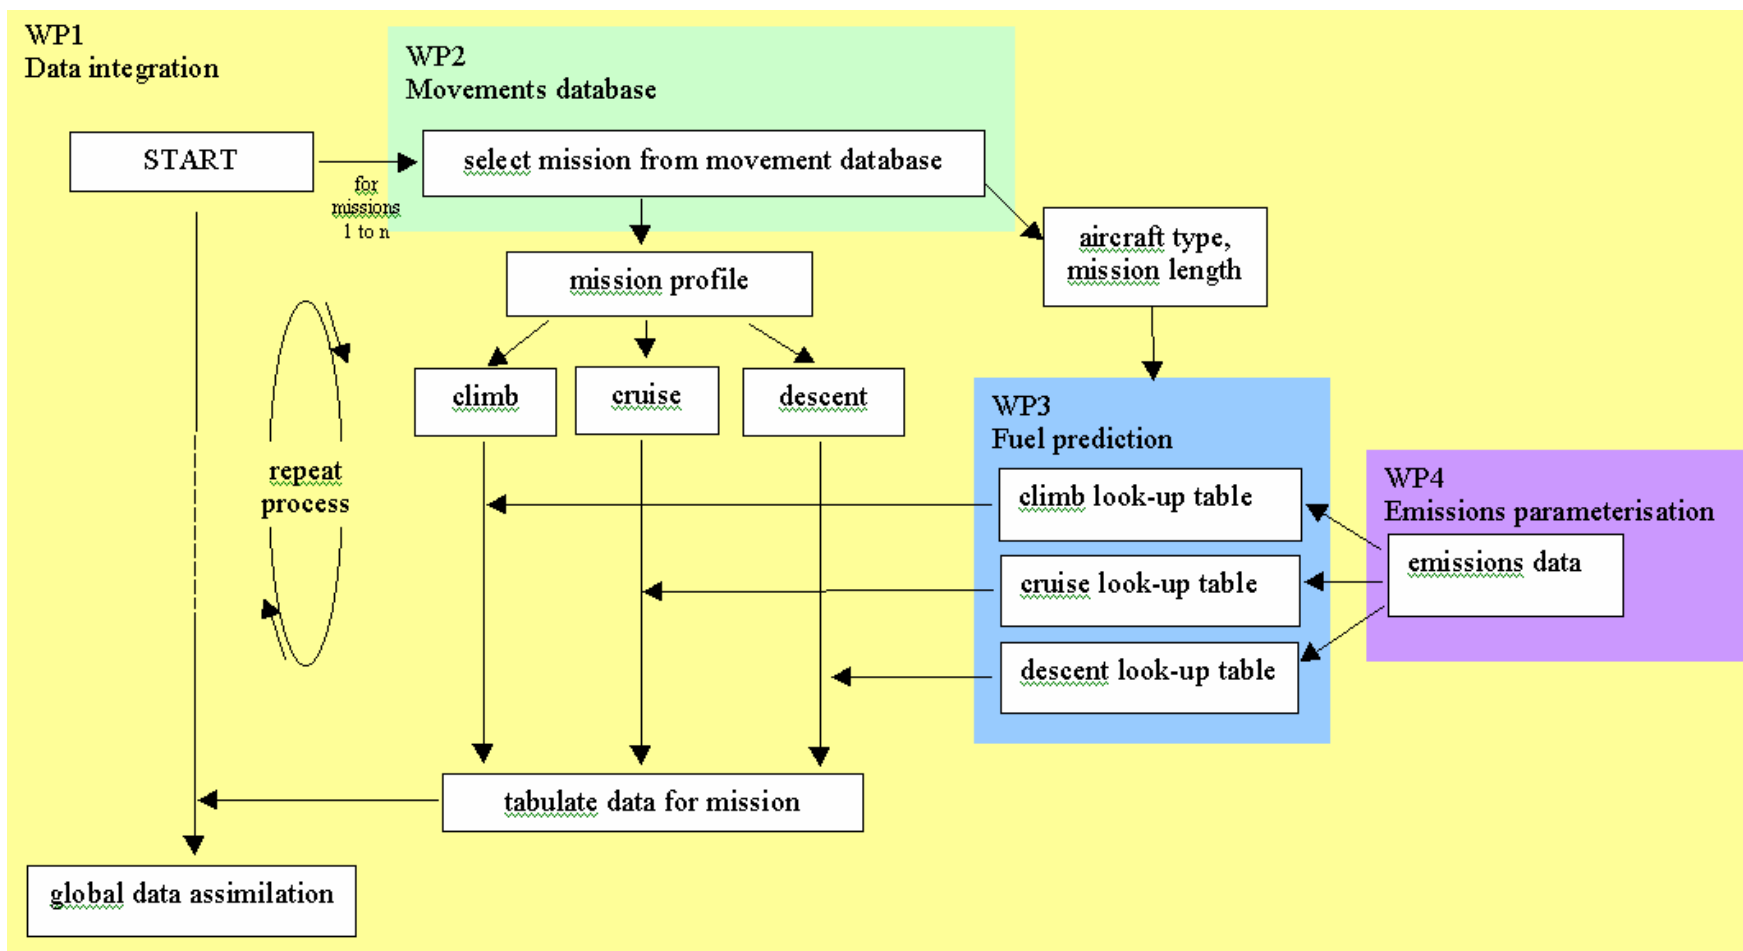 WP1
Data integration
WP2
Movements database
START
select mission from movement database
for
missions
1 to n
aircraft type,
mission length
mission profile
climb
cruise
descent
WP3
Fuel prediction
repeat
process
climb look-up table
WP4
Emissions parameterisation
emissions data
cruise look-up table
descent look-up table
tabulate data for mission
global data assimilation